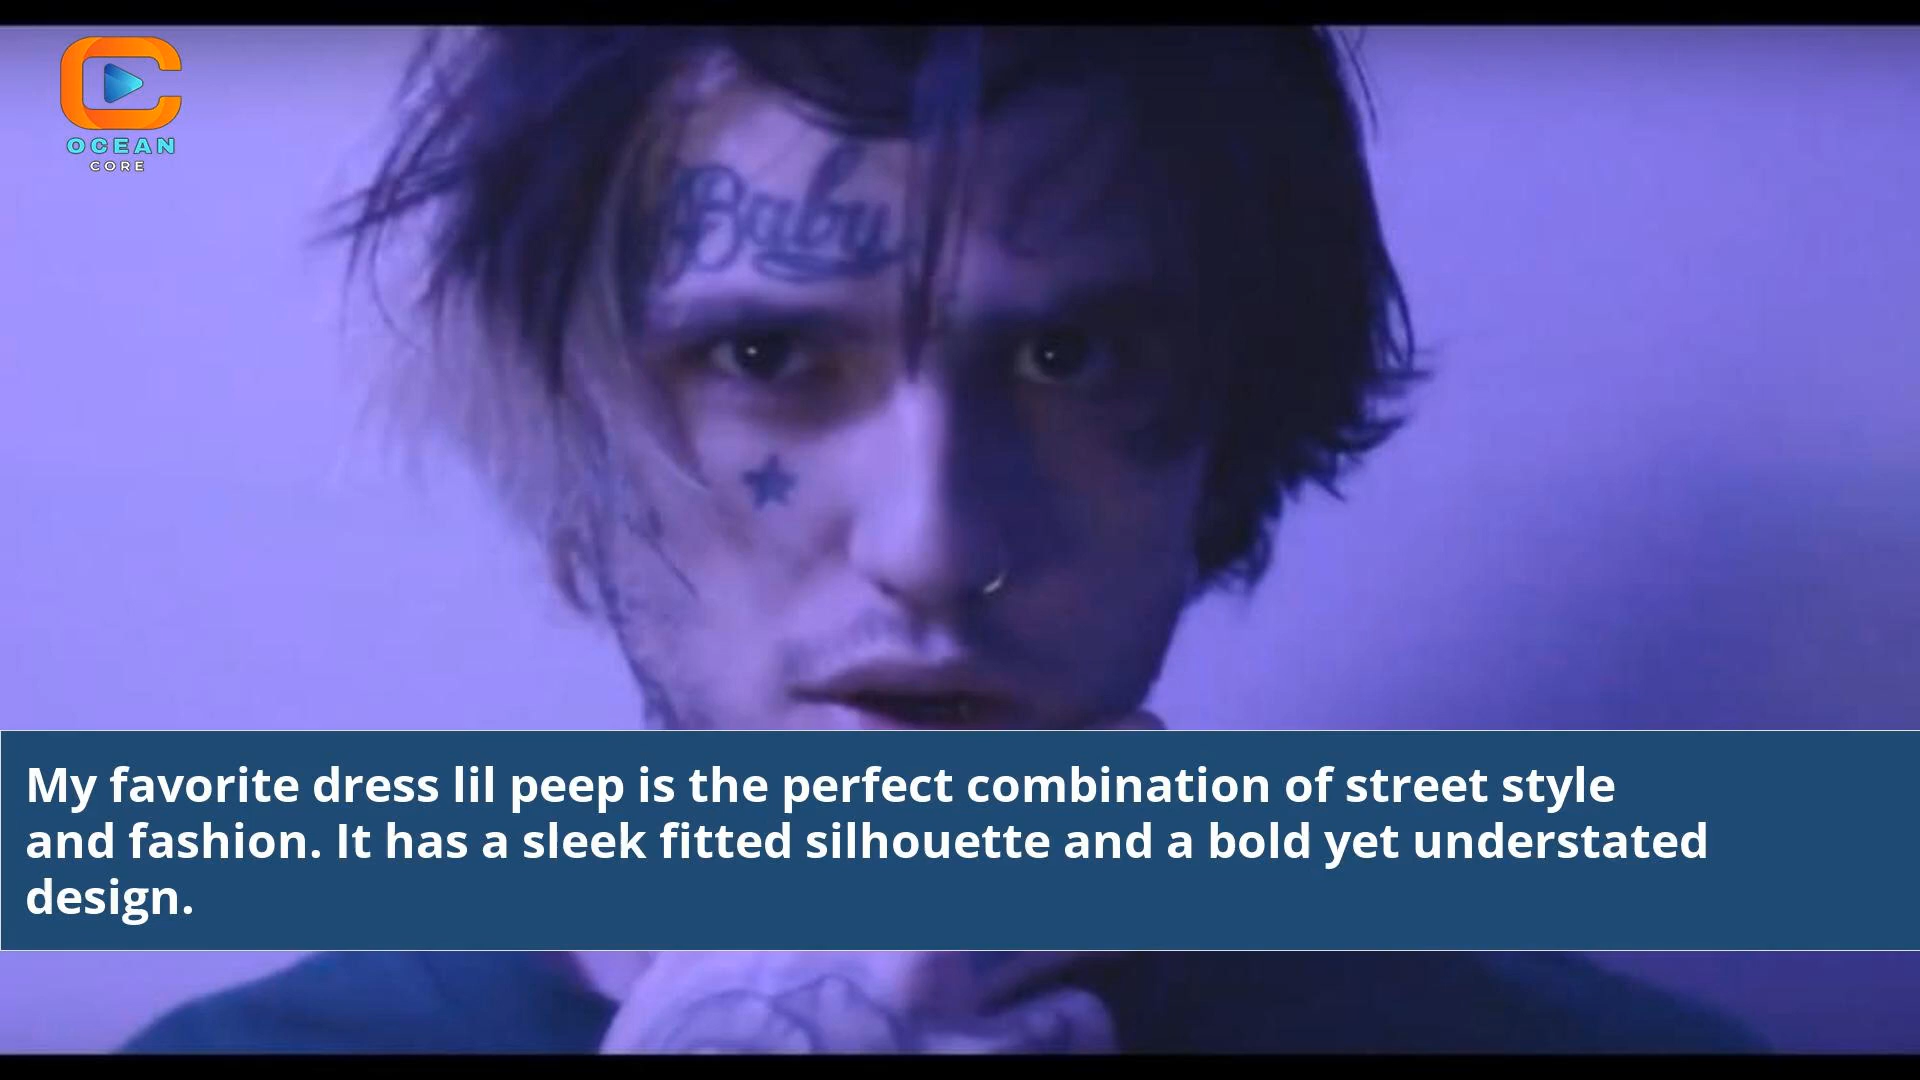 OCEAN
CORE
Baby
My favorite dress lil peep is the perfect combination of street style
and fashion. It has a sleek fitted silhouette and a bold yet understated
design.